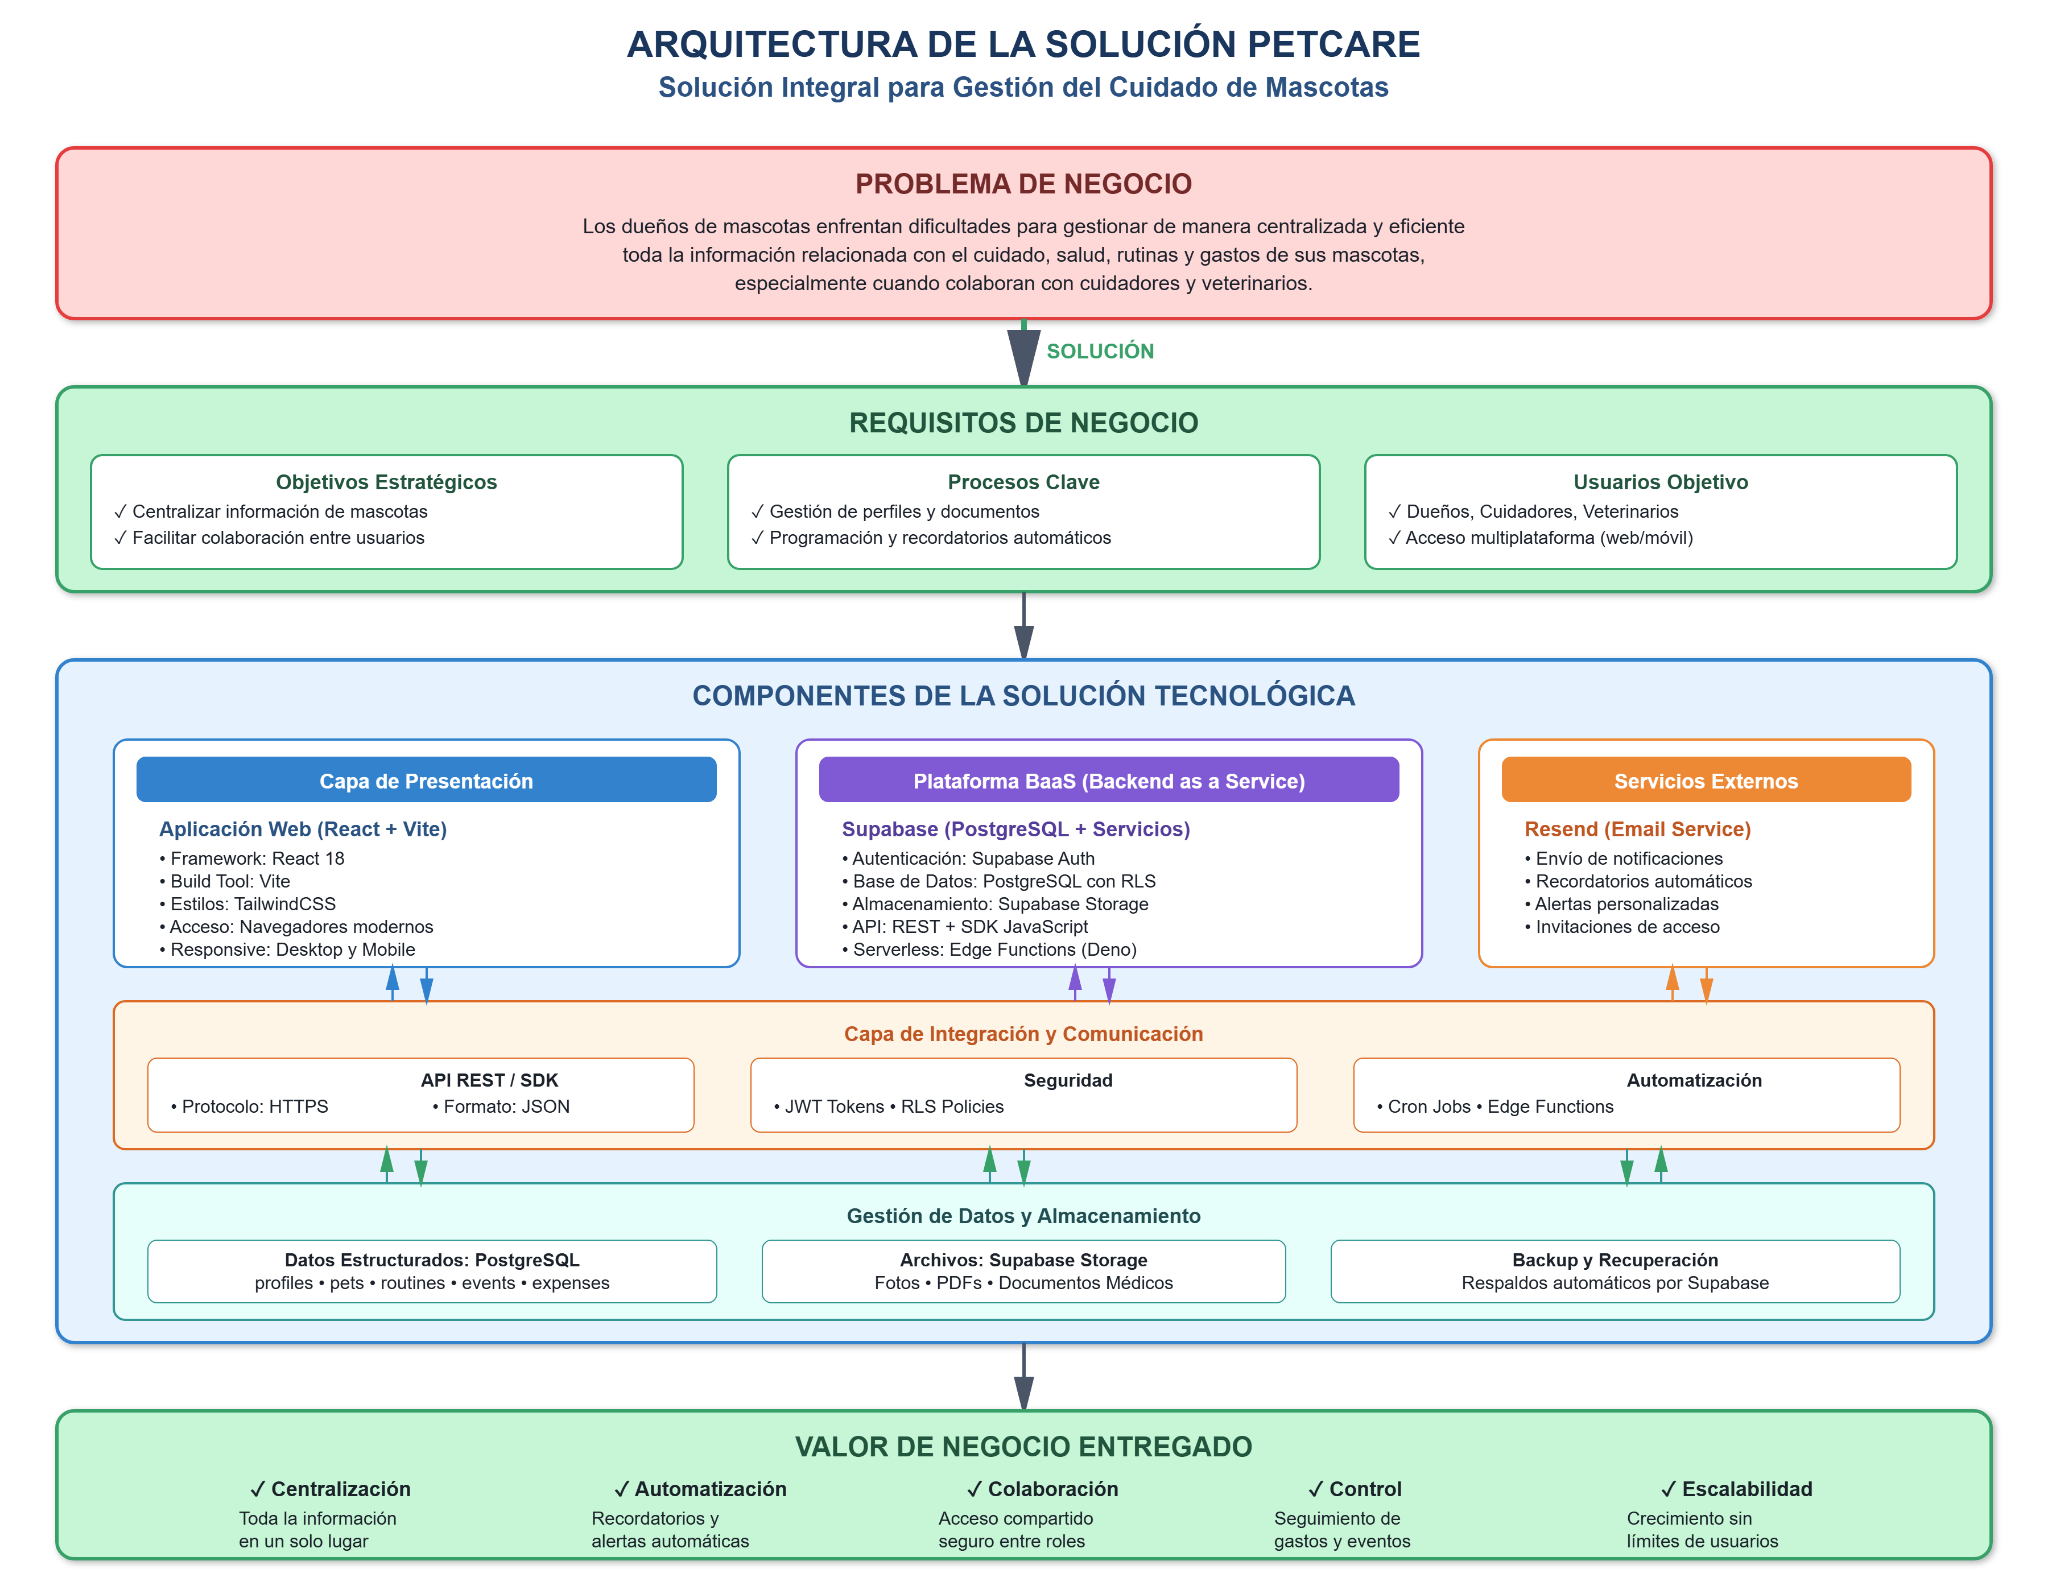 ARQUITECTURA DE LA SOLUCIÓN PETCARE
Solución Integral para Gestión del Cuidado de Mascotas
PROBLEMA DE NEGOCIO
Los dueños de mascotas enfrentan dificultades para gestionar de manera centralizada y eficiente
toda la información relacionada con el cuidado, salud, rutinas y gastos de sus mascotas,
especialmente cuando colaboran con cuidadores y veterinarios.
SOLUCIÓN
REQUISITOS DE NEGOCIO
Objetivos Estratégicos
✓ Centralizar información de mascotas
✓ Facilitar colaboración entre usuarios
Procesos Clave
✓ Gestión de perfiles y documentos
✓ Programación y recordatorios automáticos
Usuarios Objetivo
✓ Dueños, Cuidadores, Veterinarios
✓ Acceso multiplataforma (web/móvil)
COMPONENTES DE LA SOLUCIÓN TECNOLÓGICA
Capa de Presentación
Aplicación Web (React + Vite)
• Framework: React 18
• Build Tool: Vite
• Estilos: TailwindCSS
• Acceso: Navegadores modernos
• Responsive: Desktop y Mobile
Plataforma BaaS (Backend as a Service)
Supabase (PostgreSQL + Servicios)
• Autenticación: Supabase Auth
• Base de Datos: PostgreSQL con RLS
• Almacenamiento: Supabase Storage
• API: REST + SDK JavaScript
• Serverless: Edge Functions (Deno)
Servicios Externos
Resend (Email Service)
• Envío de notificaciones
• Recordatorios automáticos
• Alertas personalizadas
• Invitaciones de acceso
Capa de Integración y Comunicación
API REST / SDK
• Protocolo: HTTPS • Formato: JSON
Seguridad
• JWT Tokens • RLS Policies
Automatización
• Cron Jobs • Edge Functions
Gestión de Datos y Almacenamiento
Datos Estructurados: PostgreSQL
profiles • pets • routines • events • expenses
Archivos: Supabase Storage
Fotos • PDFs • Documentos Médicos
Backup y Recuperación
Respaldos automáticos por Supabase
VALOR DE NEGOCIO ENTREGADO
✓ Centralización
Toda la información
en un solo lugar
✓ Automatización
Recordatorios y
alertas automáticas
✓ Colaboración
Acceso compartido
seguro entre roles
✓ Control
Seguimiento de
gastos y eventos
✓ Escalabilidad
Crecimiento sin
límites de usuarios